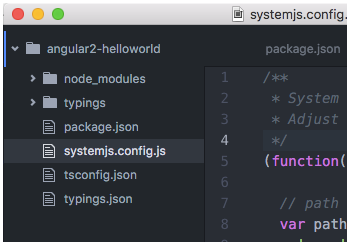 systemjs.config.
angular2-helloworld
package.json
node_modules
typings
package.json
systemjs.config.js
tsconfig.json
typings.json
1 /**
2 * System
3 * Adjust
4 */
5 (function(
6
7 // path
8 var path